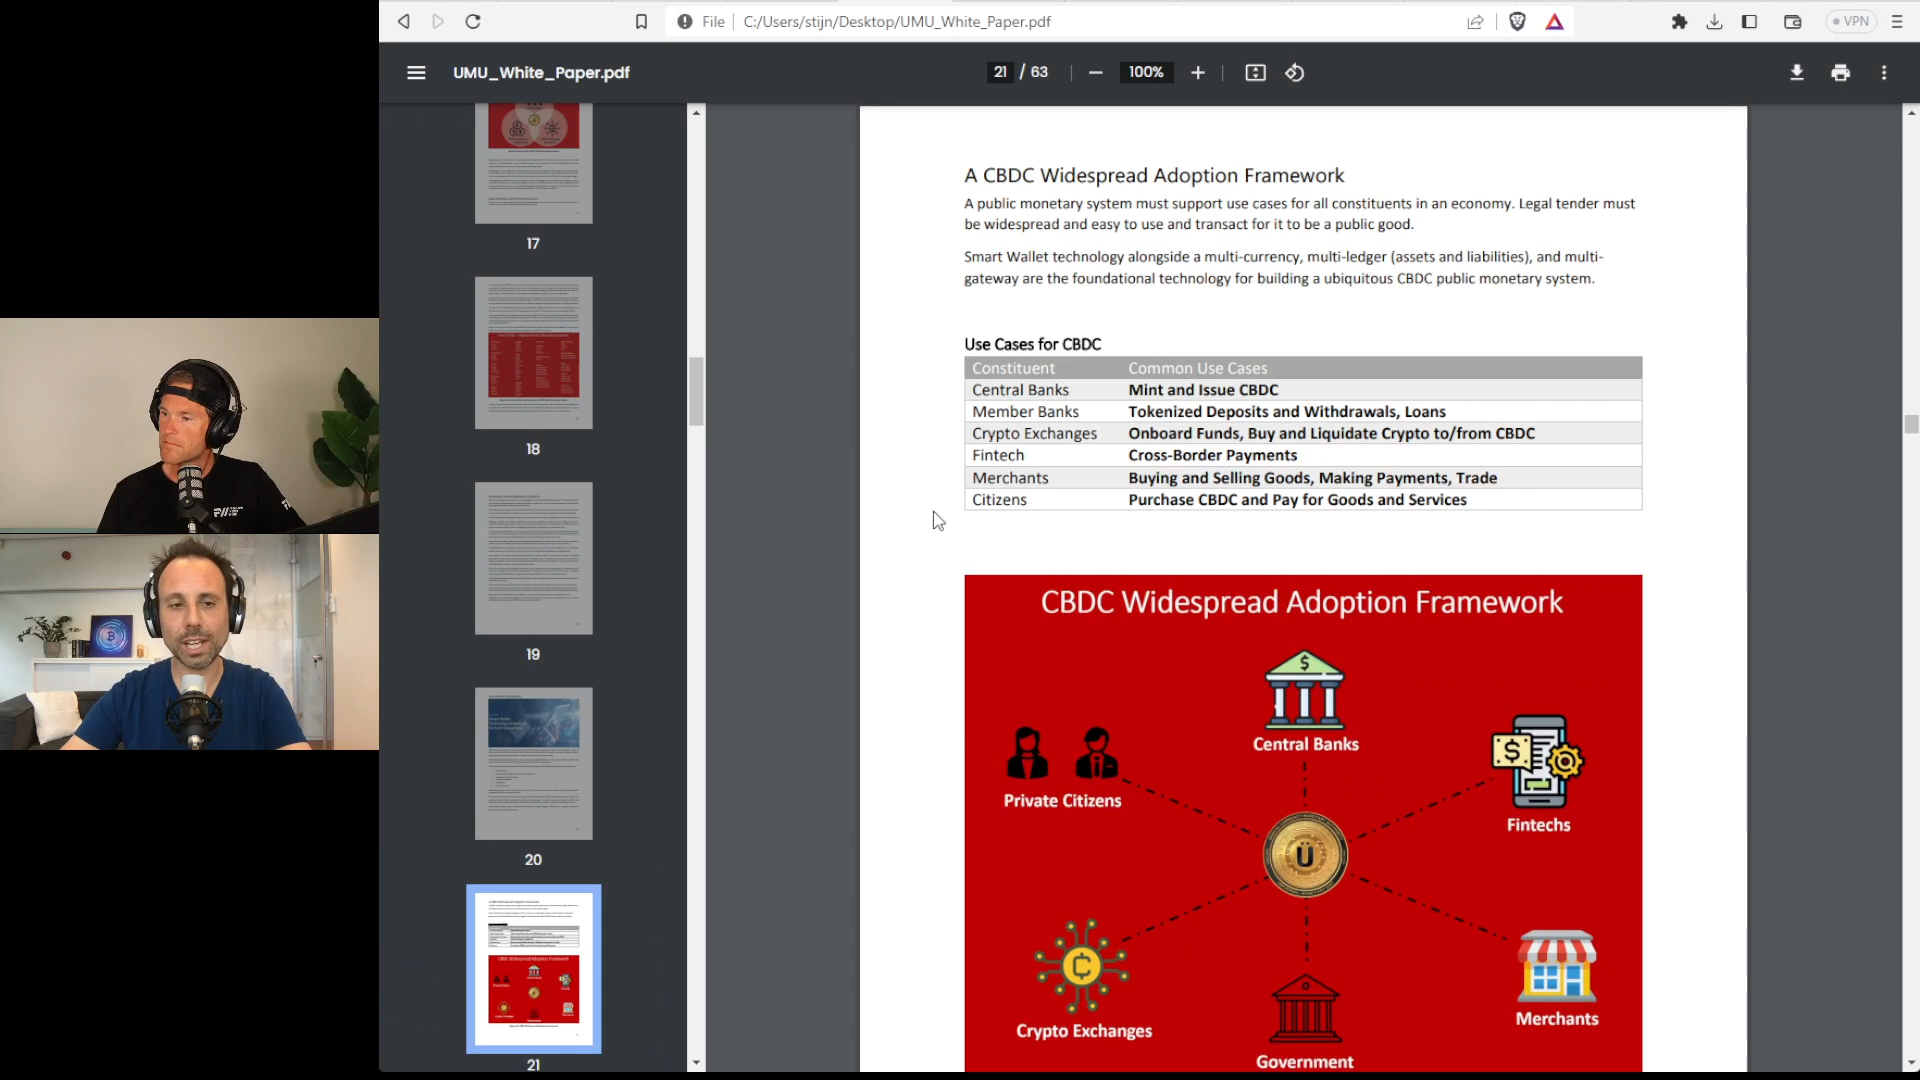 File C:/Users/stijn/Desktop/UMU_White_Paper.pdf
VPN
UMU_White_Paper.pdf
21 / 63
100%
17
18
19
20
21
A CBDC Widespread Adoption Framework
A public monetary system must support use cases for all constituents in an economy. Legal tender must
be widespread and easy to use and transact for it to be a public good.
Smart Wallet technology alongside a multi-currency, multi-ledger (assets and liabilities), and multi-
gateway are the foundational technology for building a ubiquitous CBDC public monetary system.
Use Cases for CBDC
Constituent Common Use Cases
Central Banks Mint and Issue CBDC
Member Banks Tokenized Deposits and Withdrawals, Loans
Crypto Exchanges Onboard Funds, Buy and Liquidate Crypto to/from CBDC
Fintech Cross-Border Payments
Merchants Buying and Selling Goods, Making Payments, Trade
Citizens Purchase CBDC and Pay for Goods and Services
CBDC Widespread Adoption Framework
Central Banks
Private Citizens
Fintechs
Ü
Crypto Exchanges
Merchants
Government